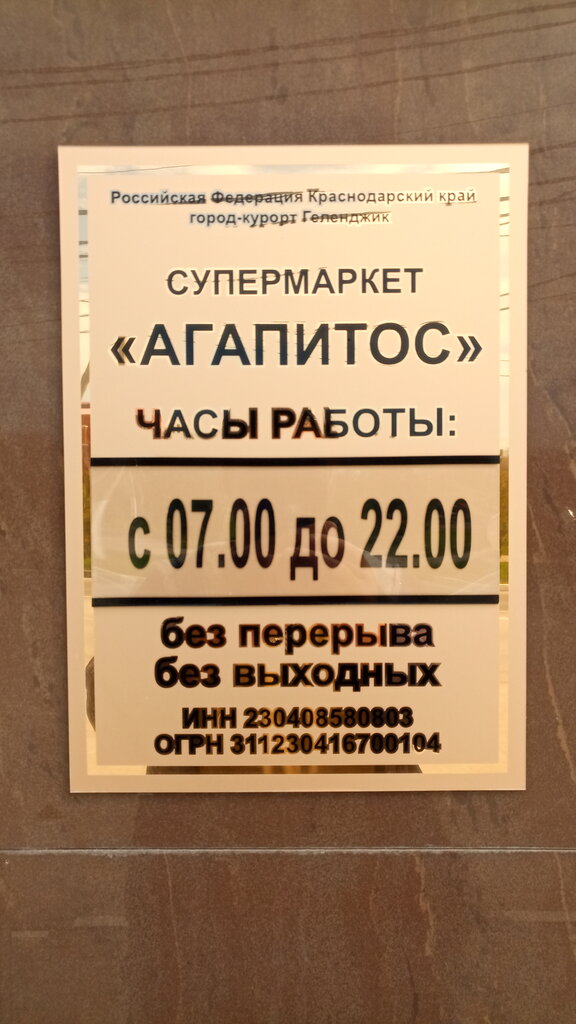 Российская Федерация Краснодарский край
город-курорт Геленджик
СУПЕРМАРКЕТ
«АГАПИТОС»
ЧАСЫ РАБОТЫ:
с 07.00 до 22.00
без перерыва
без выходных
ИНН 230408580803
ОГРН 311230416700104